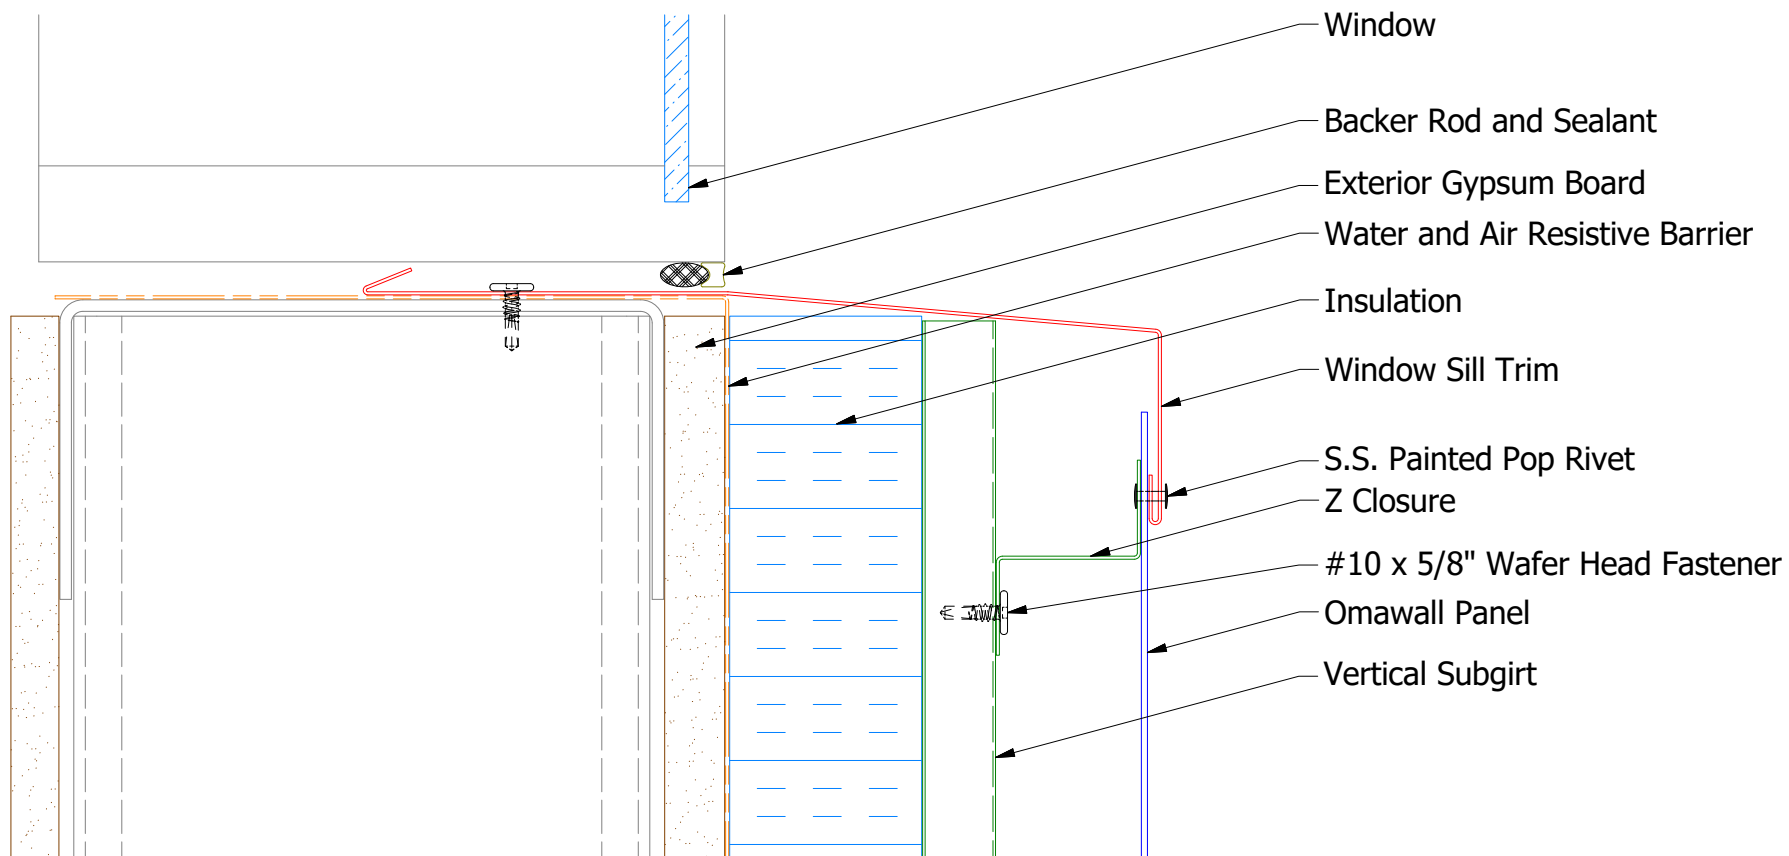 Window
Backer Rod and Sealant
Exterior Gypsum Board
Water and Air Resistive Barrier
Insulation
Window Sill Trim
S.S. Painted Pop Rivet
Z Closure
#10 x 5/8" Wafer Head Fastener
Omawall Panel
Vertical Subgirt